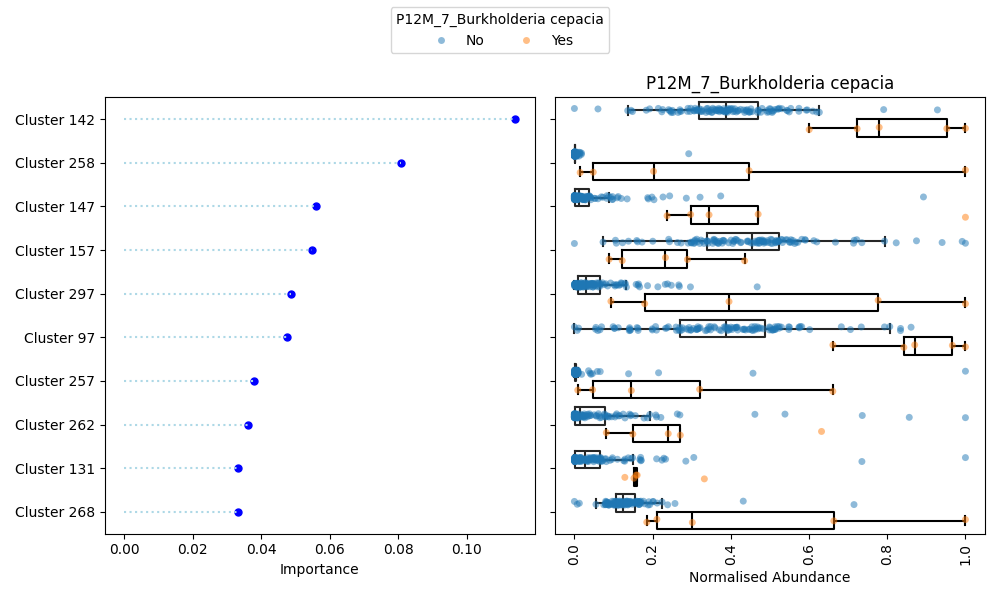 P12M_7_Burkholderia cepacia
No Yes
P12M_7_Burkholderia cepacia
Cluster 142
Cluster 258
Cluster 147
Cluster 157
Cluster 297
Cluster 97
Cluster 257
Cluster 262
Cluster 131
Cluster 268
0.00 0.02 0.04 0.06 0.08 0.10
Importance
0.0 0.2 0.4 0.6 0.8 1.0
Normalised Abundance